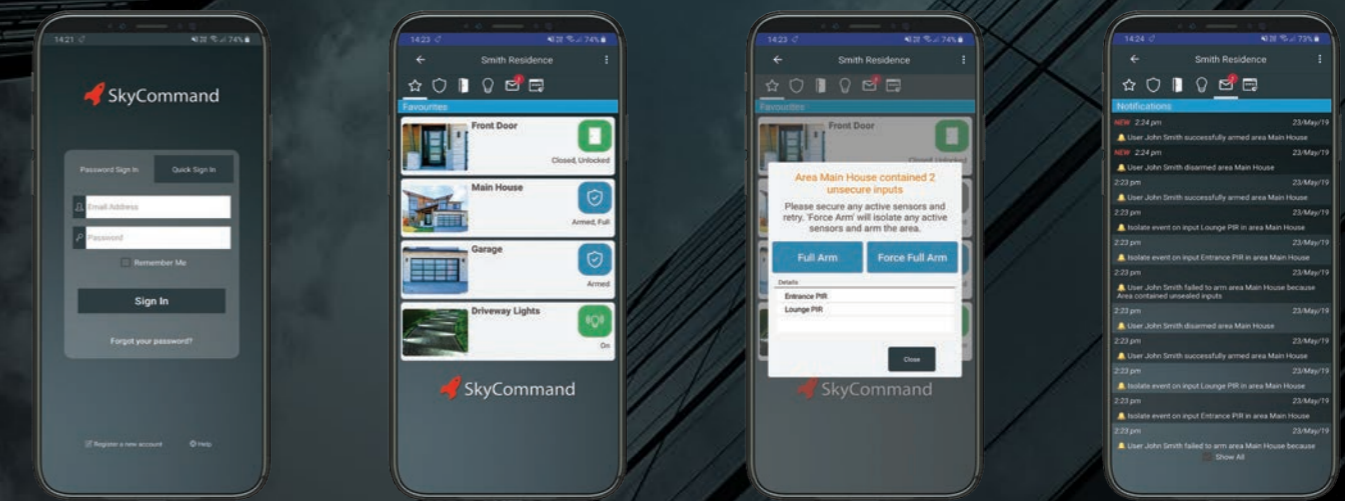 14:21
74%
SkyCommand
Password Sign In
Quick Sign In
Email Address
Password
Remember Me
Sign In
Forgot your password?
Register a new account
Help
14:23
74%
Smith Residence
Favourites
Front Door
Closed, Unlocked
Main House
Armed, Full
Garage
Armed
Driveway Lights
On
SkyCommand
14:23
74%
Smith Residence
Favourites
Front Door
Closed, Unlocked
Area Main House contained 2
unsecure inputs
Please secure any active sensors and
retry. 'Force Arm' will isolate any active
sensors and arm the area.
Full Arm
Force Full Arm
Details
Entrance PIR
Lounge PIR
Close
SkyCommand
14:24
73%
Smith Residence
Notifications
NEW 2:24 pm 23/May/19
User John Smith successfully armed area Main House
NEW 2:24 pm 23/May/19
User John Smith disarmed area Main House
2:23 pm 23/May/19
User John Smith successfully armed area Main House
2:23 pm 23/May/19
Isolate event on input Lounge PIR in area Main House
2:23 pm 23/May/19
Isolate event on input Entrance PIR in area Main House
2:23 pm 23/May/19
User John Smith failed to arm area Main House because
Area contained unsealed inputs
2:23 pm 23/May/19
User John Smith disarmed area Main House
2:23 pm 23/May/19
User John Smith successfully armed area Main House
2:23 pm 23/May/19
Isolate event on input Lounge PIR in area Main House
2:23 pm 23/May/19
Isolate event on input Entrance PIR in area Main House
2:23 pm 23/May/19
User John Smith failed to arm area Main House because
Show All